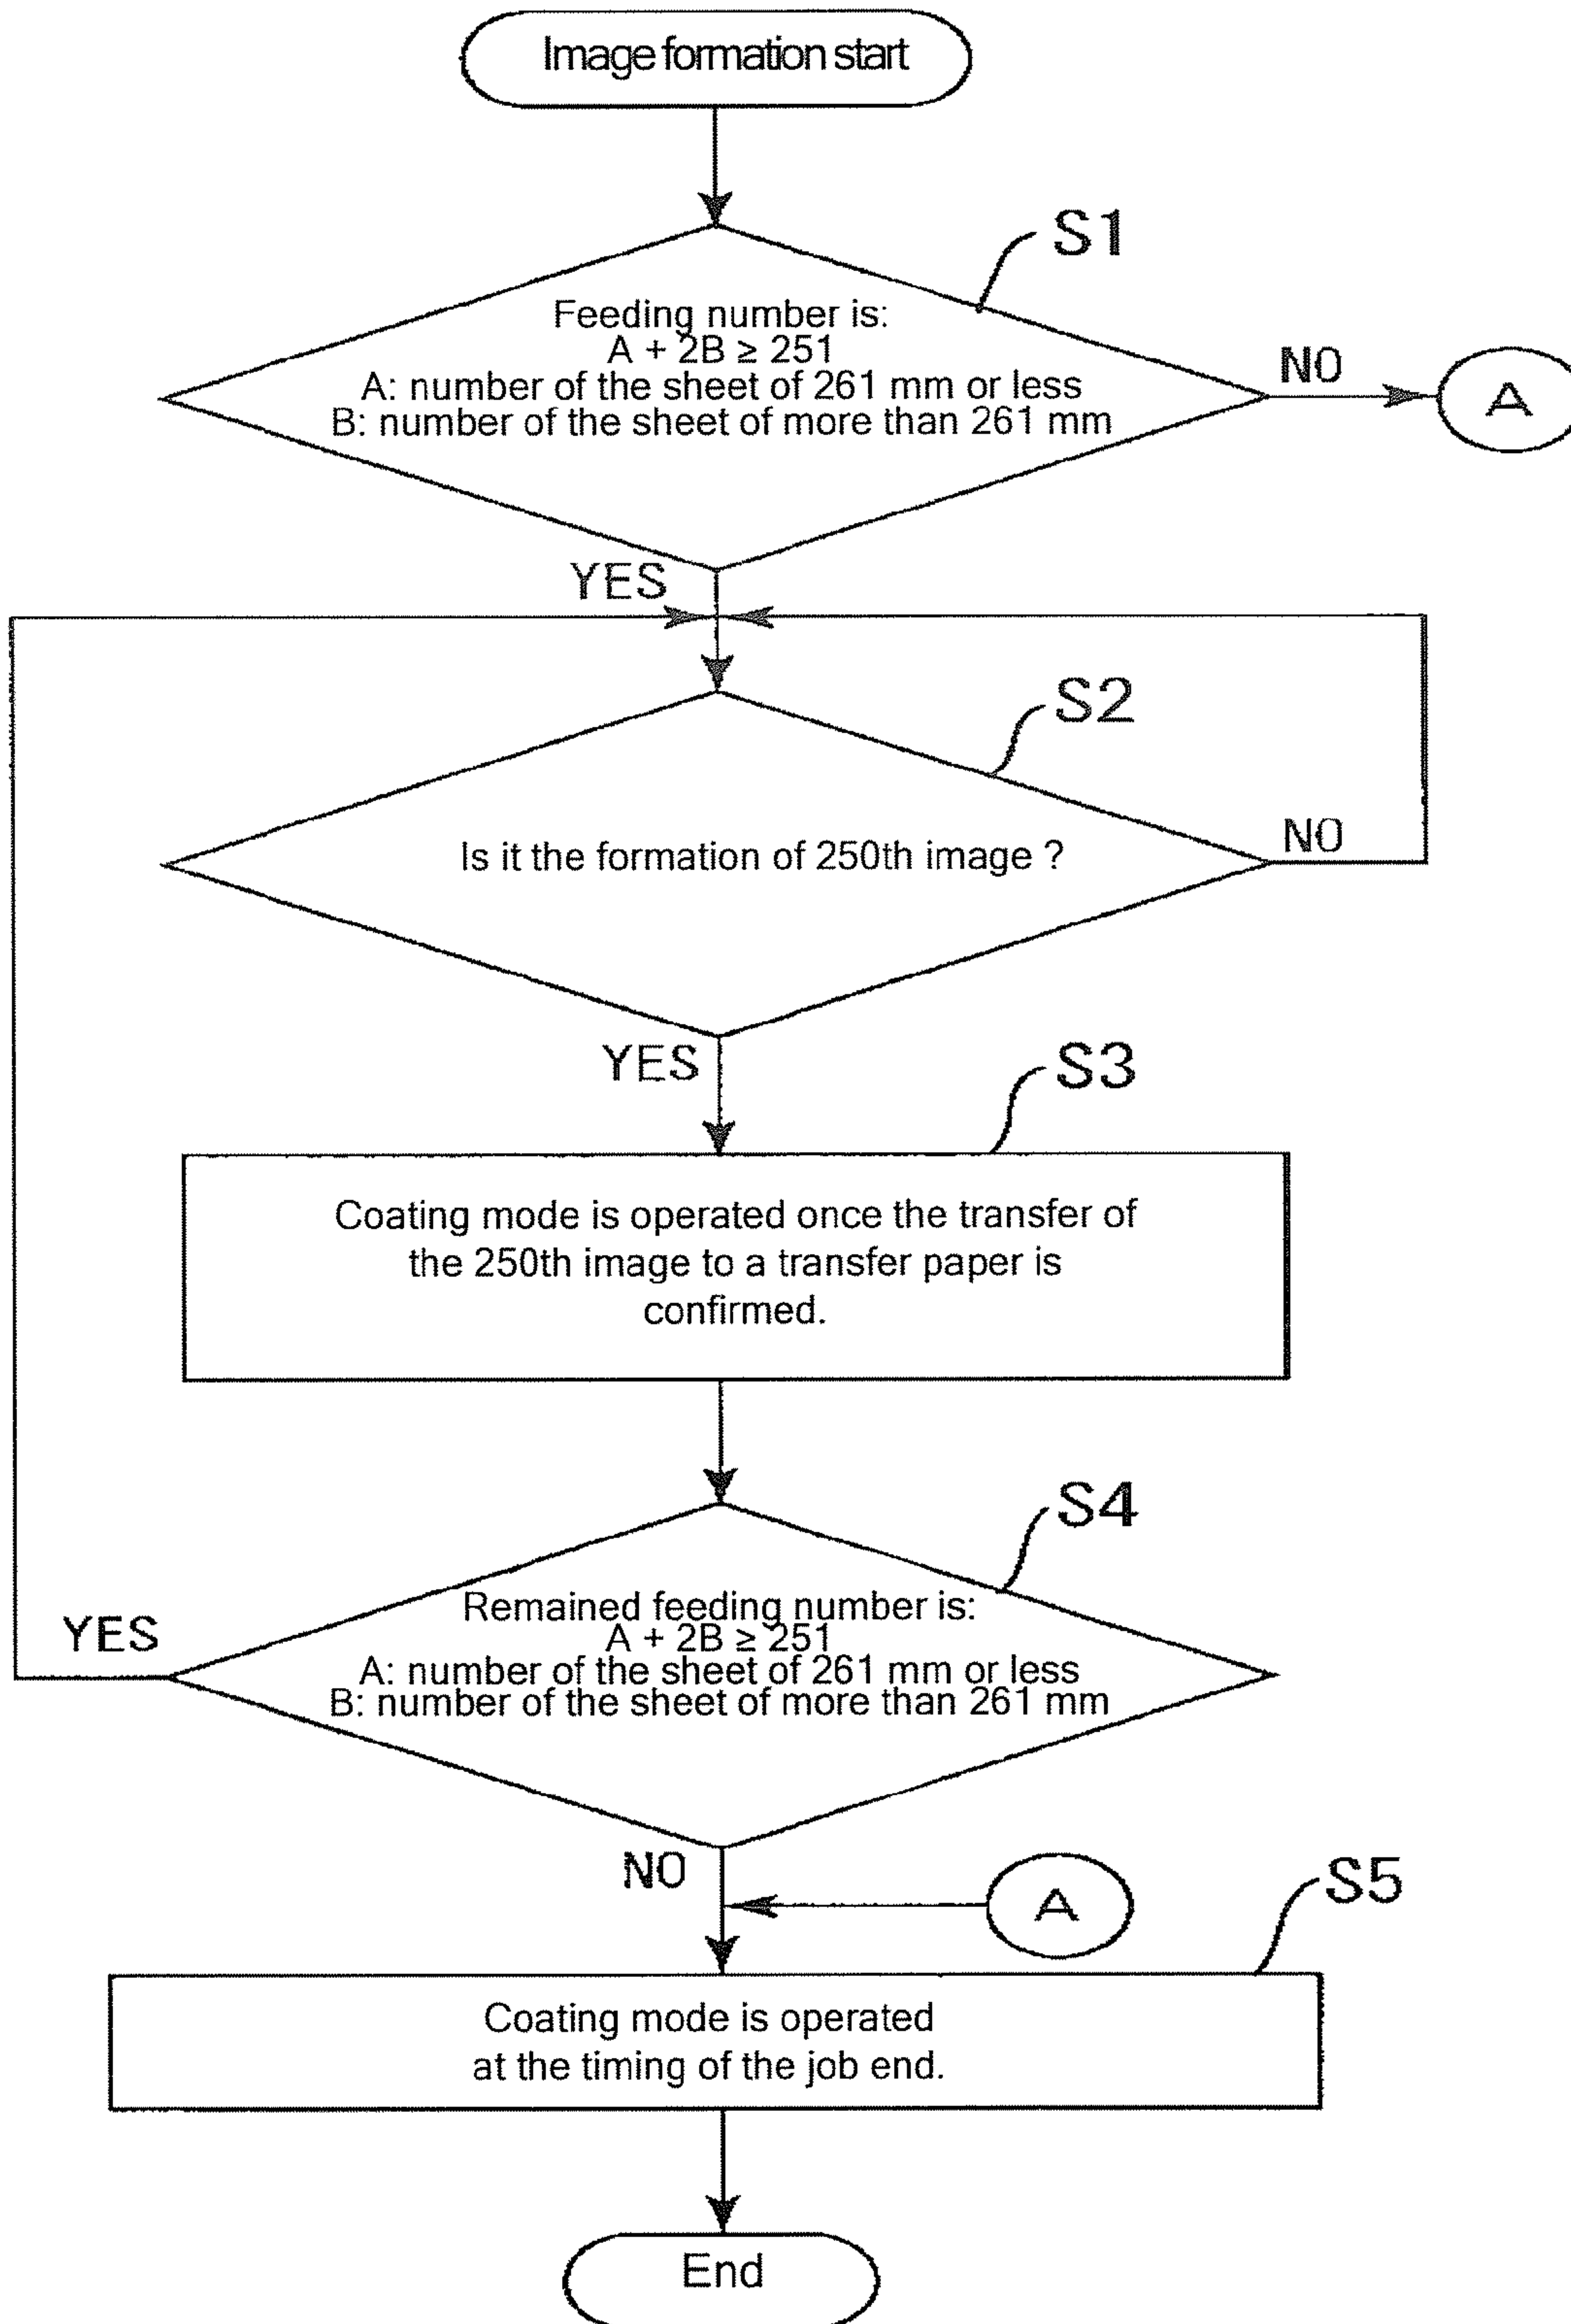 Image formation start
S1
Feeding number is:
A + 2B ≥ 251
A: number of the sheet of 261 mm or less
B: number of the sheet of more than 261 mm
NO
A
YES
S2
Is it the formation of 250th image ?
NO
YES
S3
Coating mode is operated once the transfer of
the 250th image to a transfer paper is
confirmed.
S4
Remained feeding number is:
A + 2B ≥ 251
A: number of the sheet of 261 mm or less
B: number of the sheet of more than 261 mm
YES
NO
A
S5
Coating mode is operated
at the timing of the job end.
End